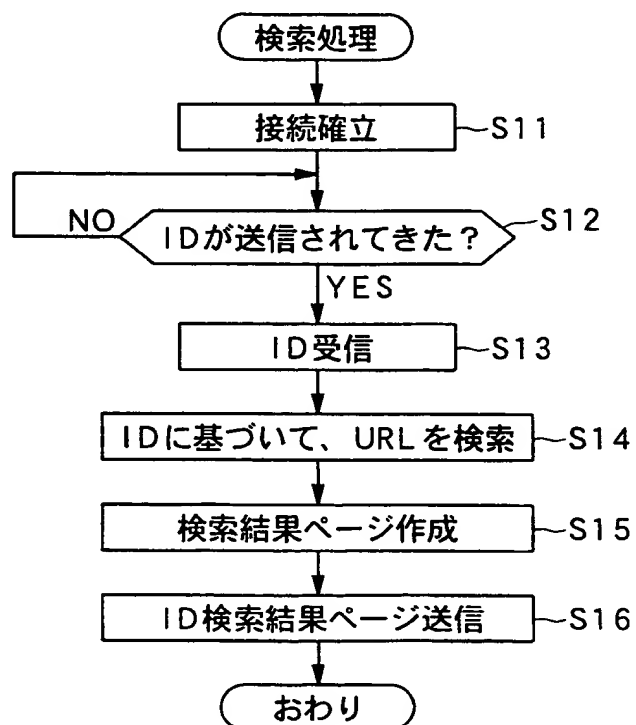 検索処理
接続確立
S11
NO
IDが送信されてきた?
S12
YES
ID受信
S13
IDに基づいて、URLを検索
S14
検索結果ページ作成
S15
ID検索結果ページ送信
S16
おわり